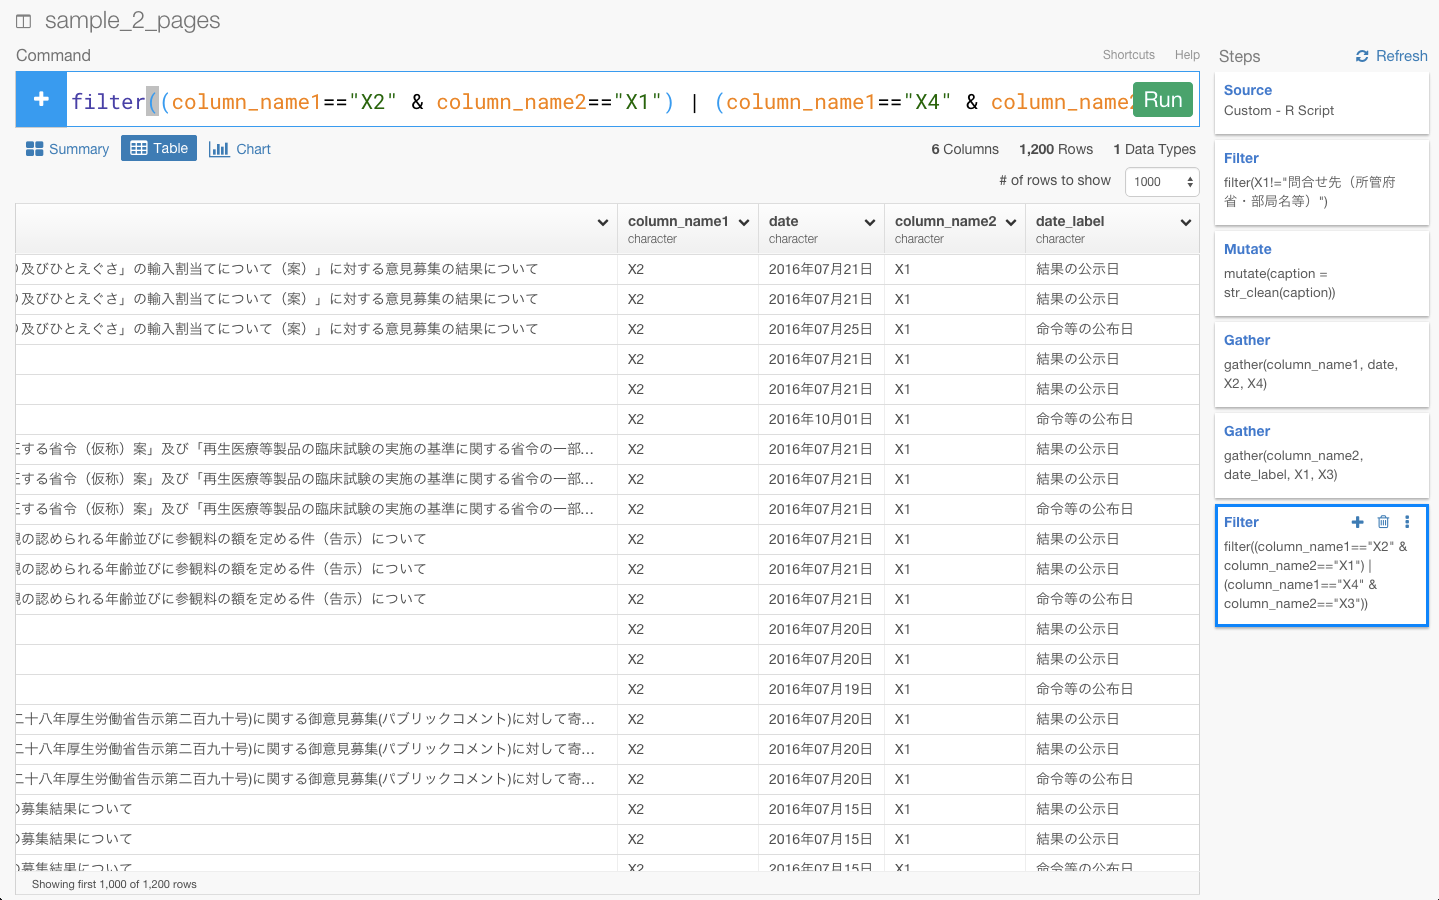 sample_2_pages
Command
Shortcuts Help
+ filter((column_name1=="X2" & column_name2=="X1") | (column_name1=="X4" & column_name2 Run
Summary Table Chart
6 Columns 1,200 Rows 1 Data Types
# of rows to show 1000
column_name1 date column_name2 date_label
character character character character
及びひとえぐさ」の輸入割当てについて（案）」に対する意見募集の結果について X2 2016年07月21日 X1 結果の公示日
及びひとえぐさ」の輸入割当てについて（案）」に対する意見募集の結果について X2 2016年07月21日 X1 結果の公示日
及びひとえぐさ」の輸入割当てについて（案）」に対する意見募集の結果について X2 2016年07月25日 X1 命令等の公布日
X2 2016年07月21日 X1 結果の公示日
X2 2016年07月21日 X1 結果の公示日
X2 2016年10月01日 X1 命令等の公布日
正する省令（仮称）案」及び「再生医療等製品の臨床試験の実施の基準に関する省令の一部... X2 2016年07月21日 X1 結果の公示日
正する省令（仮称）案」及び「再生医療等製品の臨床試験の実施の基準に関する省令の一部... X2 2016年07月21日 X1 結果の公示日
正する省令（仮称）案」及び「再生医療等製品の臨床試験の実施の基準に関する省令の一部... X2 2016年07月21日 X1 命令等の公布日
の認められる年齢並びに参観料の額を定める件（告示）について X2 2016年07月21日 X1 結果の公示日
の認められる年齢並びに参観料の額を定める件（告示）について X2 2016年07月21日 X1 結果の公示日
の認められる年齢並びに参観料の額を定める件（告示）について X2 2016年07月21日 X1 命令等の公布日
X2 2016年07月20日 X1 結果の公示日
X2 2016年07月20日 X1 結果の公示日
X2 2016年07月19日 X1 命令等の公布日
二十八年厚生労働省告示第二百九十号)に関する御意見募集(パブリックコメント)に対して寄... X2 2016年07月20日 X1 結果の公示日
二十八年厚生労働省告示第二百九十号)に関する御意見募集(パブリックコメント)に対して寄... X2 2016年07月20日 X1 結果の公示日
二十八年厚生労働省告示第二百九十号)に関する御意見募集(パブリックコメント)に対して寄... X2 2016年07月20日 X1 命令等の公布日
の募集結果について X2 2016年07月15日 X1 結果の公示日
の募集結果について X2 2016年07月15日 X1 結果の公示日
の募集結果について X2 2016年07月15日 X1 命令等の公布日
Showing first 1,000 of 1,200 rows
Steps Refresh
Source
Custom - R Script
Filter
filter(X1!="問合せ先（所管府
省・部局名等）")
Mutate
mutate(caption =
str_clean(caption))
Gather
gather(column_name1, date,
X2, X4)
Gather
gather(column_name2,
date_label, X1, X3)
Filter
filter((column_name1=="X2" &
column_name2=="X1") |
(column_name1=="X4" &
column_name2=="X3"))